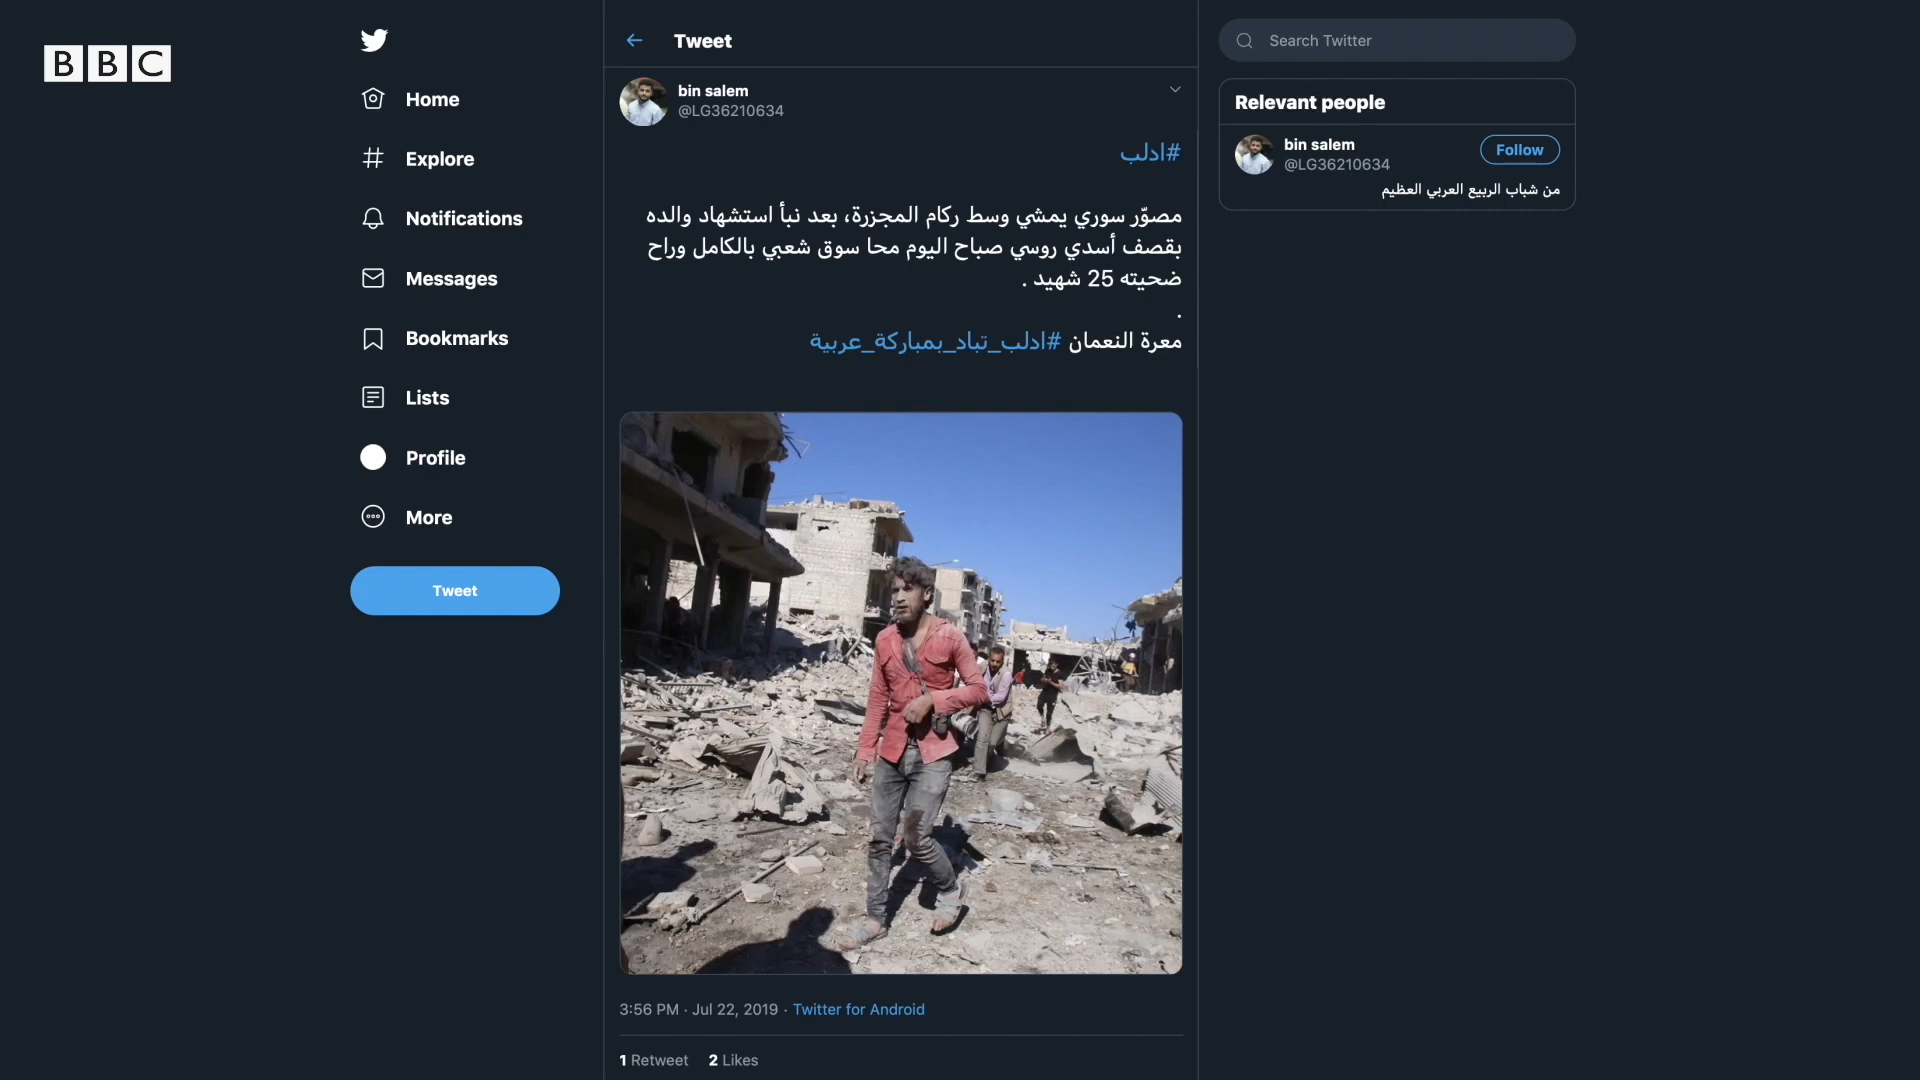 BBC
Home
Explore
Notifications
Messages
Bookmarks
Lists
Profile
More
Tweet
Tweet
bin salem
@LG36210634
#ادلب
مصوّر سوري يمشي وسط ركام المجزرة، بعد نبأ استشهاد والده
بقصف أسدي روسي صباح اليوم محا سوق شعبي بالكامل وراح
ضحيته 25 شهيد .
.
معرة النعمان #ادلب_تباد_بمباركة_عربية
3:56 PM · Jul 22, 2019 · Twitter for Android
1 Retweet 2 Likes
Search Twitter
Relevant people
bin salem
@LG36210634
Follow
من شباب الربيع العربي العظيم